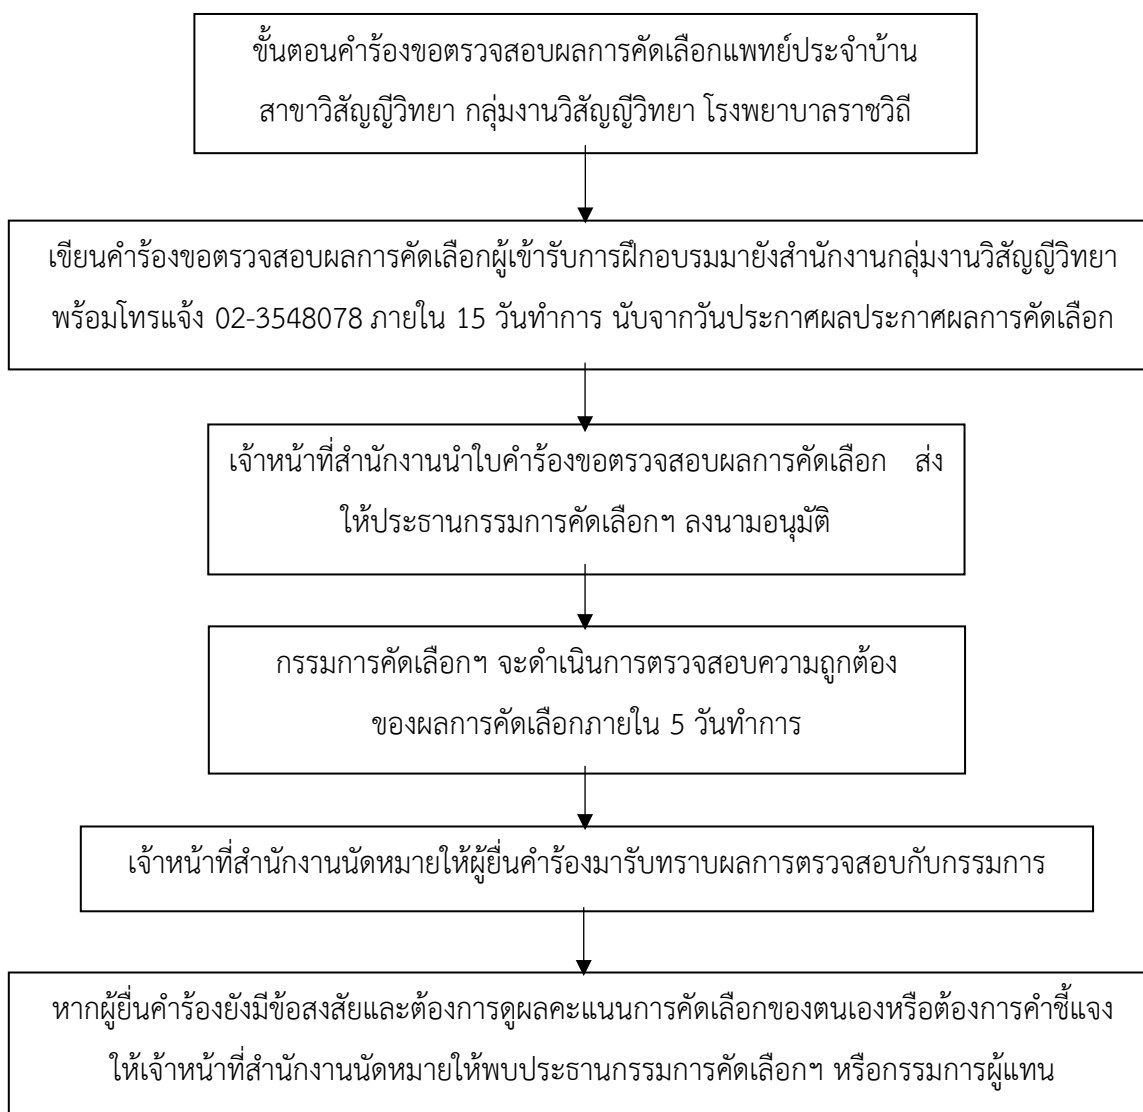 ขั้นตอนคำร้องขอตรวจสอบผลการคัดเลือกแพทย์ประจำบ้าน
สาขาวิสัญญีวิทยา กลุ่มงานวิสัญญีวิทยา โรงพยาบาลราชวิถี
เขียนคำร้องขอตรวจสอบผลการคัดเลือกผู้เข้ารับการฝึกอบรมมายังสำนักงานกลุ่มงานวิสัญญีวิทยา
พร้อมโทรแจ้ง 02-3548078 ภายใน 15 วันทำการ นับจากวันประกาศผลประกาศผลการคัดเลือก
เจ้าหน้าที่สำนักงานนำใบคำร้องขอตรวจสอบผลการคัดเลือก ส่ง
ให้ประธานกรรมการคัดเลือกฯ ลงนามอนุมัติ
กรรมการคัดเลือกฯ จะดำเนินการตรวจสอบความถูกต้อง
ของผลการคัดเลือกภายใน 5 วันทำการ
เจ้าหน้าที่สำนักงานนัดหมายให้ผู้ยื่นคำร้องมารับทราบผลการตรวจสอบกับกรรมการ
หากผู้ยื่นคำร้องยังมีข้อสงสัยและต้องการดูผลคะแนนการคัดเลือกของตนเองหรือต้องการคำชี้แจง
ให้เจ้าหน้าที่สำนักงานนัดหมายให้พบประธานกรรมการคัดเลือกฯ หรือกรรมการผู้แทน